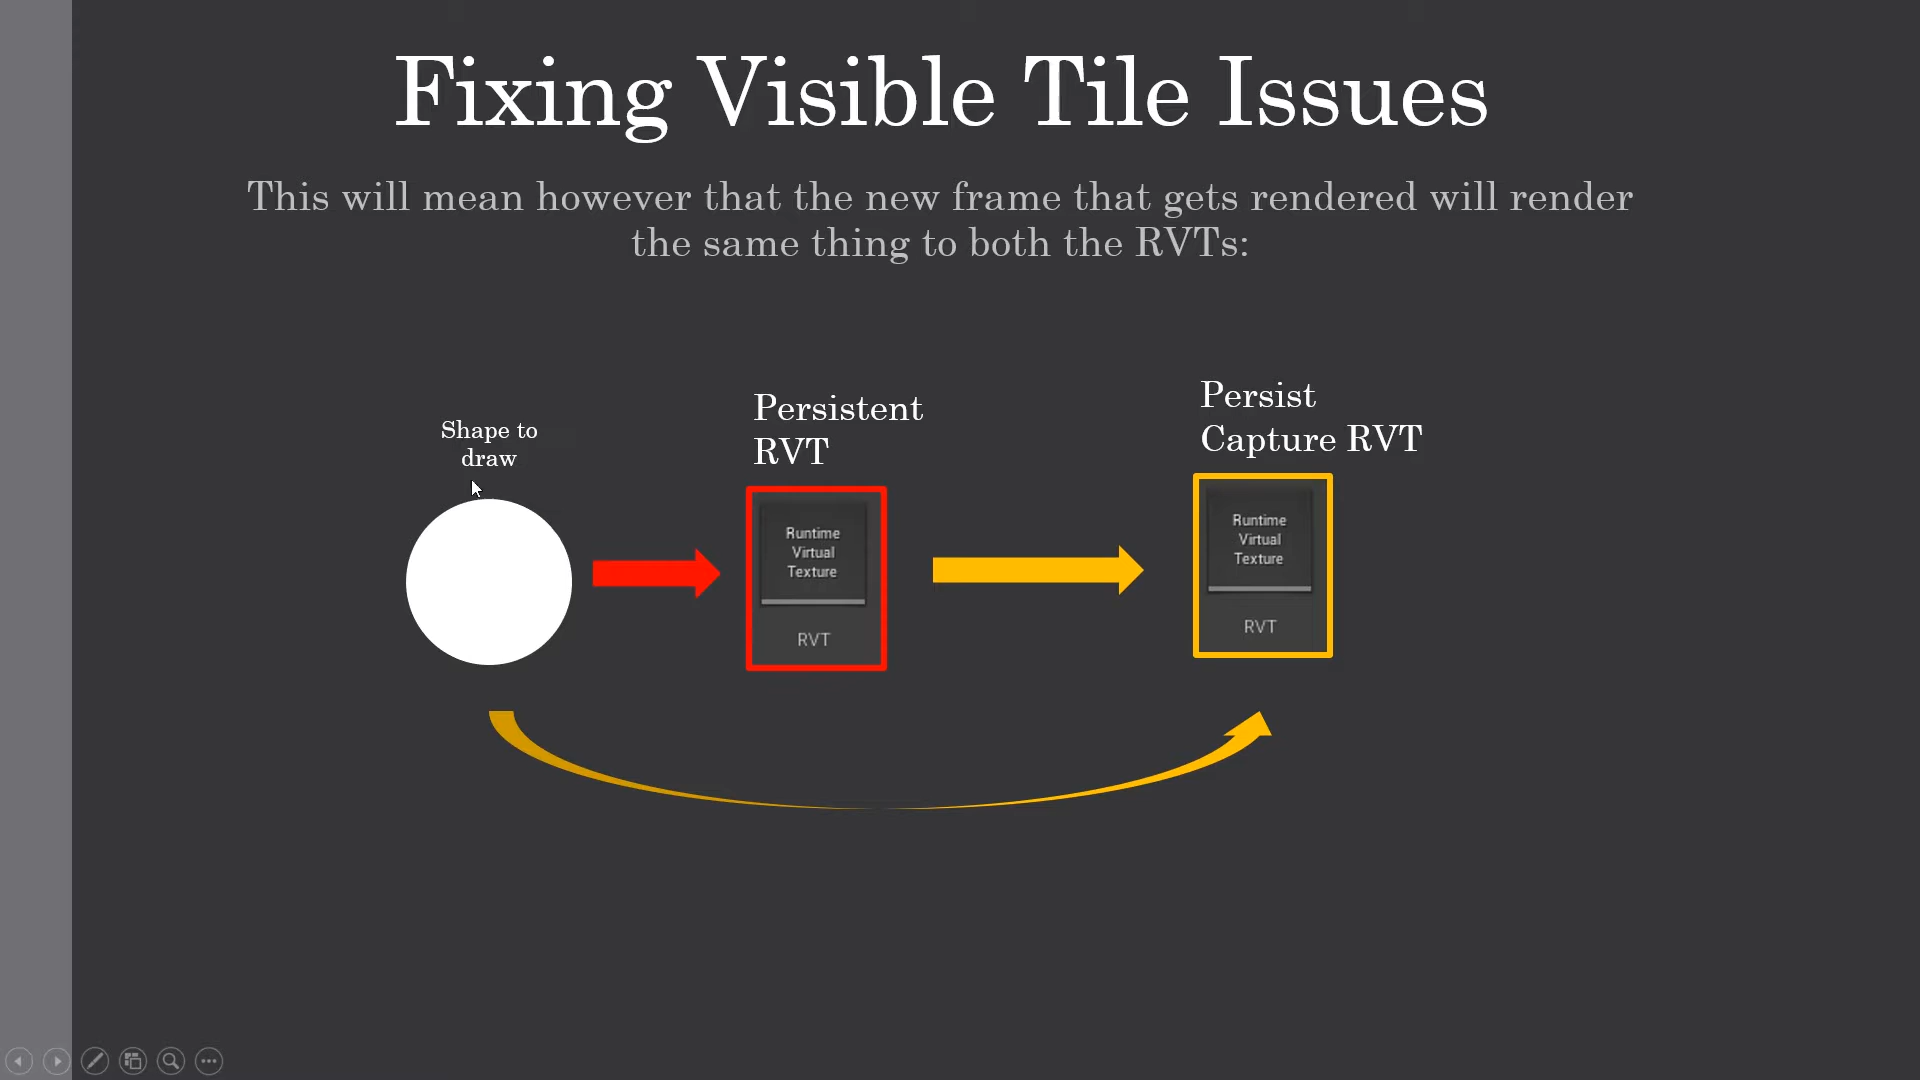 Fixing Visible Tile Issues
This will mean however that the new frame that gets rendered will render
the same thing to both the RVTs:
Shape to
draw
Persistent
RVT
Runtime
Virtual
Texture
RVT
Persist
Capture RVT
Runtime
Virtual
Texture
RVT